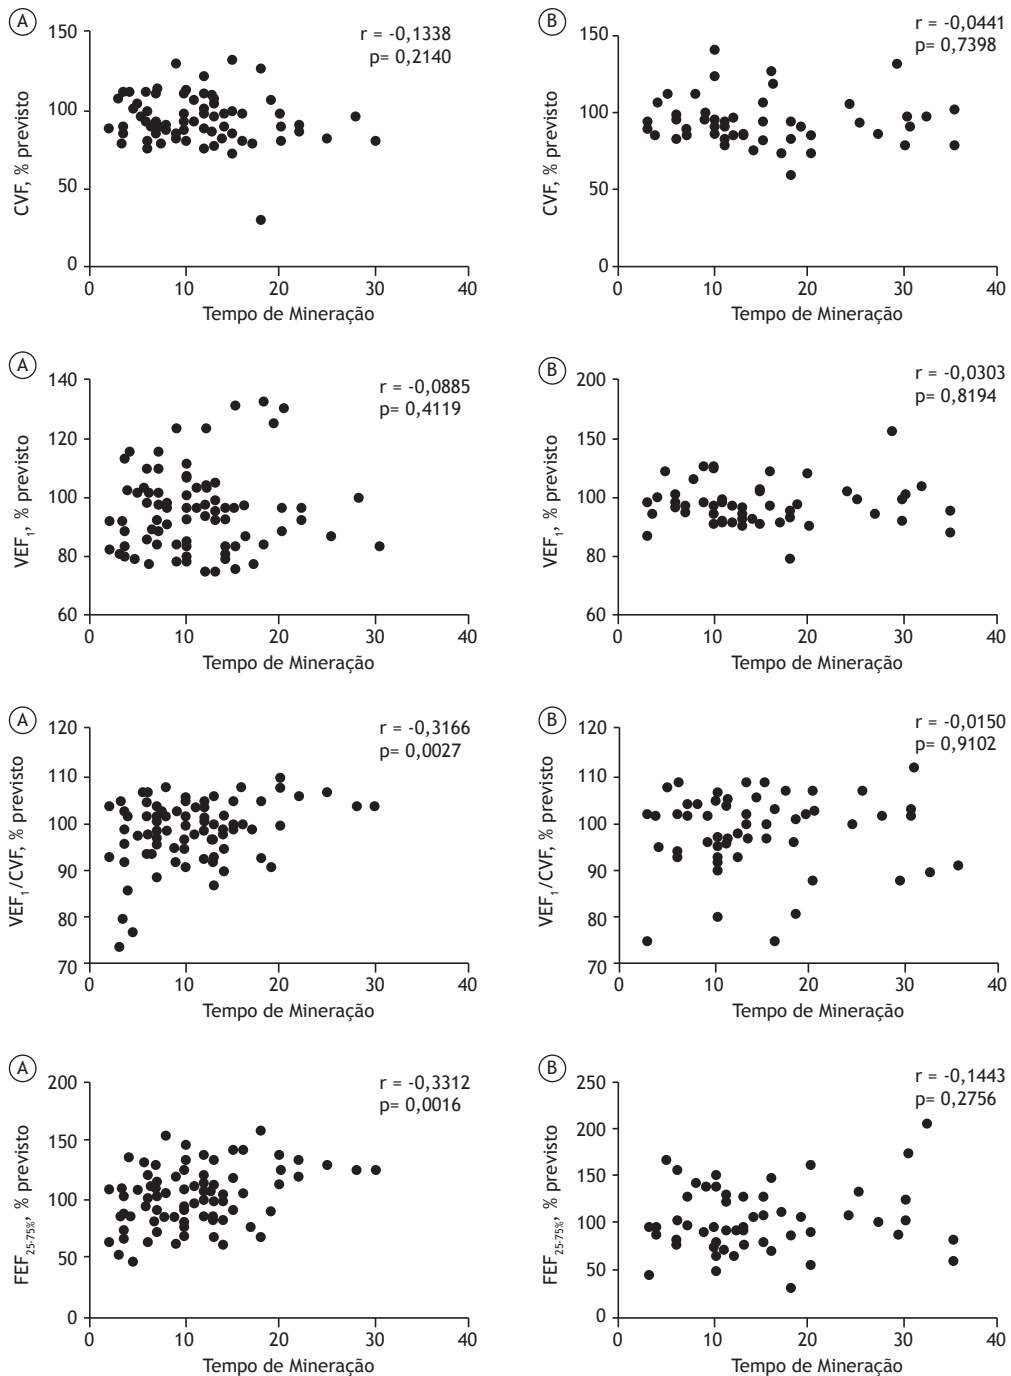 A
150
100
50
0
0 10 20 30 40
CVF, % previsto
Tempo de Mineração
r = -0,1338
p= 0,2140
B
150
100
50
0
0 10 20 30 40
CVF, % previsto
Tempo de Mineração
r = -0,0441
p= 0,7398
A
140
120
100
80
60
0 10 20 30 40
VEF1, % previsto
Tempo de Mineração
r = -0,0885
p= 0,4119
B
200
150
100
80
60
0 10 20 30 40
VEF1, % previsto
Tempo de Mineração
r = -0,0303
p= 0,8194
A
120
110
100
90
80
70
0 10 20 30 40
VEF1/CVF, % previsto
Tempo de Mineração
r = -0,3166
p= 0,0027
B
120
110
100
90
80
70
0 10 20 30 40
VEF1/CVF, % previsto
Tempo de Mineração
r = -0,0150
p= 0,9102
A
200
150
100
50
0
0 10 20 30 40
FEF25-75%, % previsto
Tempo de Mineração
r = -0,3312
p= 0,0016
B
250
200
150
100
50
0
0 10 20 30 40
FEF25-75%, % previsto
Tempo de Mineração
r = -0,1443
p= 0,2756